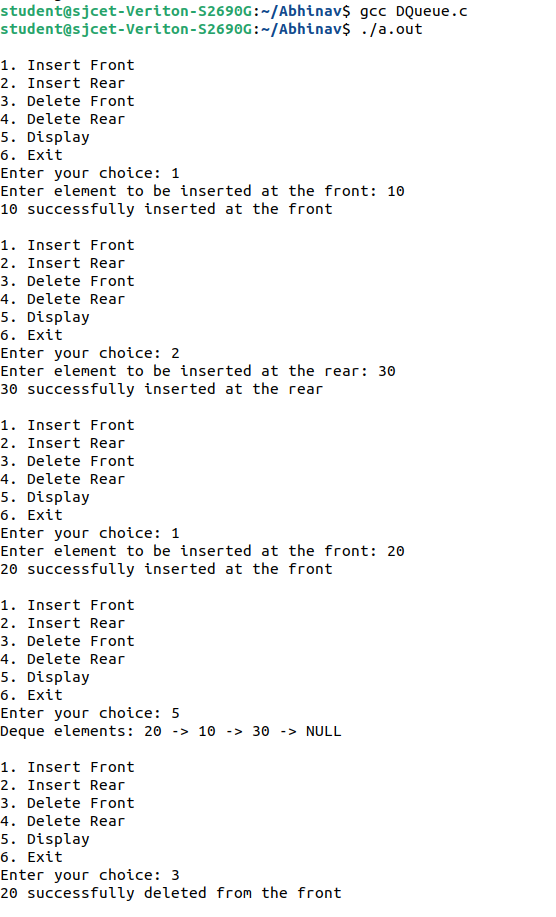 student@sjcet-Veriton-S2690G:~/Abhinav$ gcc DQueue.c
student@sjcet-Veriton-S2690G:~/Abhinav$ ./a.out

1. Insert Front
2. Insert Rear
3. Delete Front
4. Delete Rear
5. Display
6. Exit
Enter your choice: 1
Enter element to be inserted at the front: 10
10 successfully inserted at the front

1. Insert Front
2. Insert Rear
3. Delete Front
4. Delete Rear
5. Display
6. Exit
Enter your choice: 2
Enter element to be inserted at the rear: 30
30 successfully inserted at the rear

1. Insert Front
2. Insert Rear
3. Delete Front
4. Delete Rear
5. Display
6. Exit
Enter your choice: 1
Enter element to be inserted at the front: 20
20 successfully inserted at the front

1. Insert Front
2. Insert Rear
3. Delete Front
4. Delete Rear
5. Display
6. Exit
Enter your choice: 5
Deque elements: 20 -> 10 -> 30 -> NULL

1. Insert Front
2. Insert Rear
3. Delete Front
4. Delete Rear
5. Display
6. Exit
Enter your choice: 3
20 successfully deleted from the front